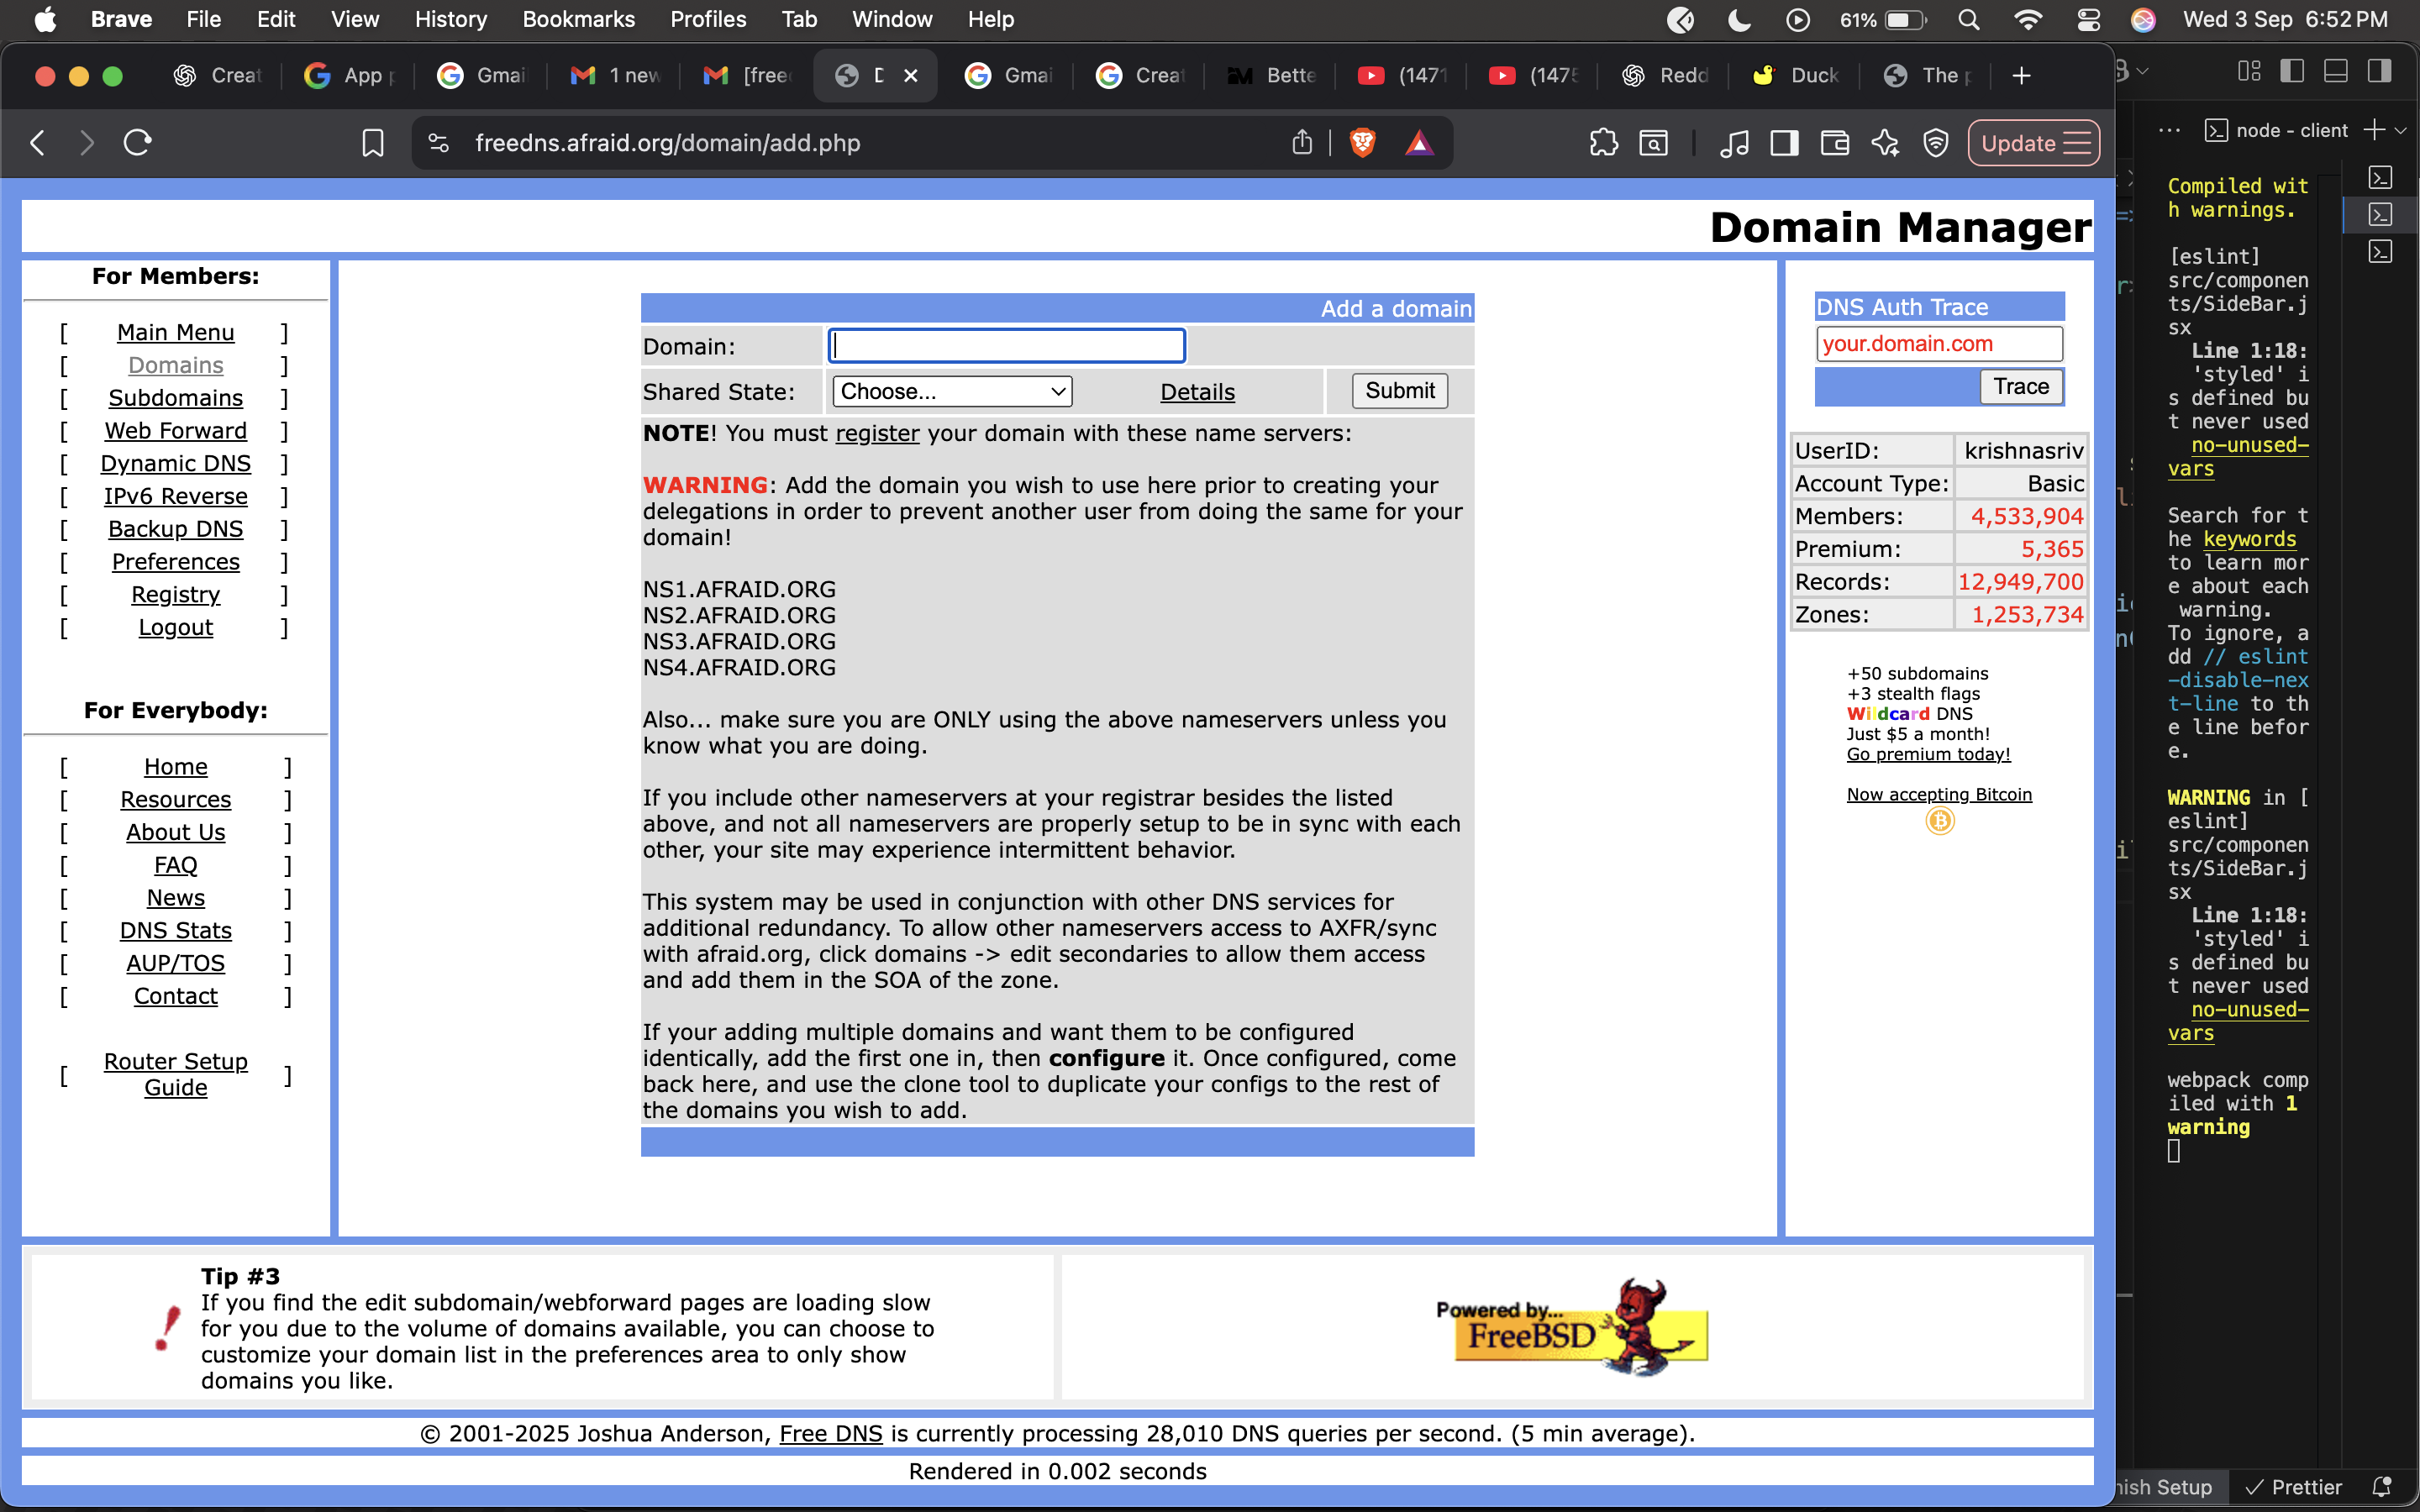 Brave File Edit View History Bookmarks Profiles Tab Window Help 61% Wed 3 Sep 6:52 PM
Creat App Gmai 1 new [free Gmai Creat Bette (1471 (1475 Redd Duck The
freedns.afraid.org/domain/add.php Update
Domain Manager
For Members:
[ Main Menu ]
[ Domains ]
[ Subdomains ]
[ Web Forward ]
[ Dynamic DNS ]
[ IPv6 Reverse ]
[ Backup DNS ]
[ Preferences ]
[ Registry ]
[ Logout ]
For Everybody:
[ Home ]
[ Resources ]
[ About Us ]
[ FAQ ]
[ News ]
[ DNS Stats ]
[ AUP/TOS ]
[ Contact ]
[ Router Setup
Guide ]
Add a domain
Domain:
Shared State: Choose... Details Submit
NOTE! You must register your domain with these name servers:
WARNING: Add the domain you wish to use here prior to creating your
delegations in order to prevent another user from doing the same for your
domain!
NS1.AFRAID.ORG
NS2.AFRAID.ORG
NS3.AFRAID.ORG
NS4.AFRAID.ORG
Also... make sure you are ONLY using the above nameservers unless you
know what you are doing.
If you include other nameservers at your registrar besides the listed
above, and not all nameservers are properly setup to be in sync with each
other, your site may experience intermittent behavior.
This system may be used in conjunction with other DNS services for
additional redundancy. To allow other nameservers access to AXFR/sync
with afraid.org, click domains -> edit secondaries to allow them access
and add them in the SOA of the zone.
If your adding multiple domains and want them to be configured
identically, add the first one in, then configure it. Once configured, come
back here, and use the clone tool to duplicate your configs to the rest of
the domains you wish to add.
DNS Auth Trace
your.domain.com
Trace
UserID: krishnasriv
Account Type: Basic
Members: 4,533,904
Premium: 5,365
Records: 12,949,700
Zones: 1,253,734
+50 subdomains
+3 stealth flags
Wildcard DNS
Just $5 a month!
Go premium today!
Now accepting Bitcoin
Tip #3
If you find the edit subdomain/webforward pages are loading slow
for you due to the volume of domains available, you can choose to
customize your domain list in the preferences area to only show
domains you like.
Powered by...
FreeBSD
© 2001-2025 Joshua Anderson, Free DNS is currently processing 28,010 DNS queries per second. (5 min average).
Rendered in 0.002 seconds
node - client
Compiled wit
h warnings.
[eslint]
src/componen
ts/SideBar.j
sx
Line 1:18:
'styled' i
s defined bu
t never used
no-unused-
vars
Search for t
he keywords
to learn mor
e about each
warning.
To ignore, a
dd // eslint
-disable-nex
t-line to th
e line befor
e.
WARNING in [
eslint]
src/componen
ts/SideBar.j
sx
Line 1:18:
'styled' i
s defined bu
t never used
no-unused-
vars
webpack comp
iled with 1
warning
nish Setup Prettier